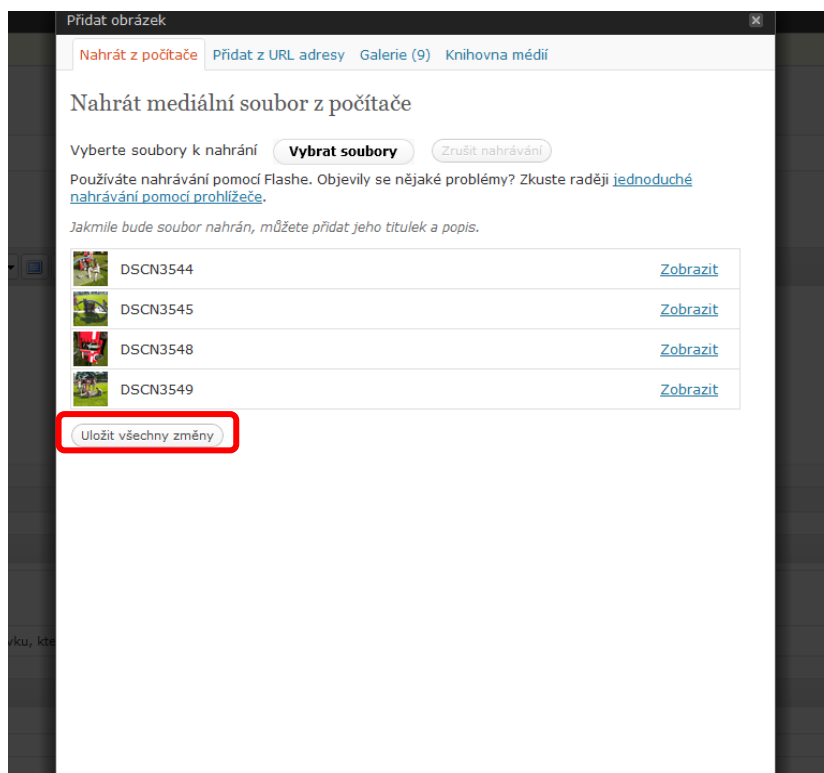 Přidat obrázek
Nahrát z počítače Přidat z URL adresy Galerie (9) Knihovna médií
Nahrát mediální soubor z počítače
Vyberte soubory k nahrání Vybrat soubory Zrušit nahrávání
Používáte nahrávání pomocí Flashe. Objevily se nějaké problémy? Zkuste raději jednoduché
nahrávání pomocí prohlížeče.
Jakmile bude soubor nahrán, můžete přidat jeho titulek a popis.
DSCN3544 Zobrazit
DSCN3545 Zobrazit
DSCN3548 Zobrazit
DSCN3549 Zobrazit
Uložit všechny změny